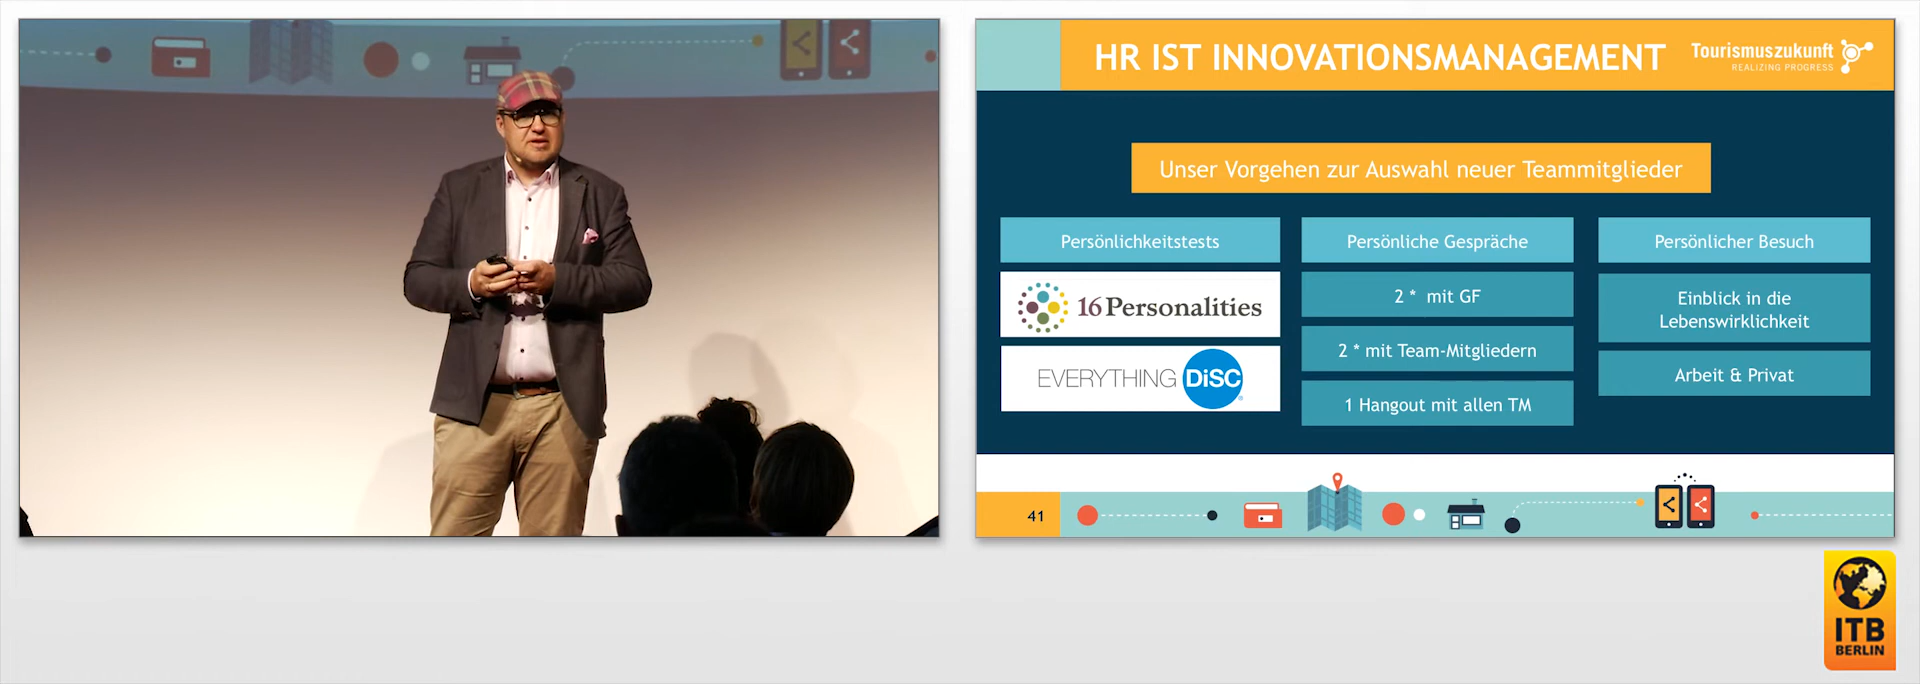 HR IST INNOVATIONSMANAGEMENT
Tourismuszukunft
REALIZING PROGRESS
Unser Vorgehen zur Auswahl neuer Teammitglieder
Persönlichkeitstests
16Personalities
EVERYTHING DiSC
Persönliche Gespräche
2 * mit GF
2 * mit Team-Mitgliedern
1 Hangout mit allen TM
Persönlicher Besuch
Einblick in die
Lebenswirklichkeit
Arbeit & Privat
41
ITB
BERLIN